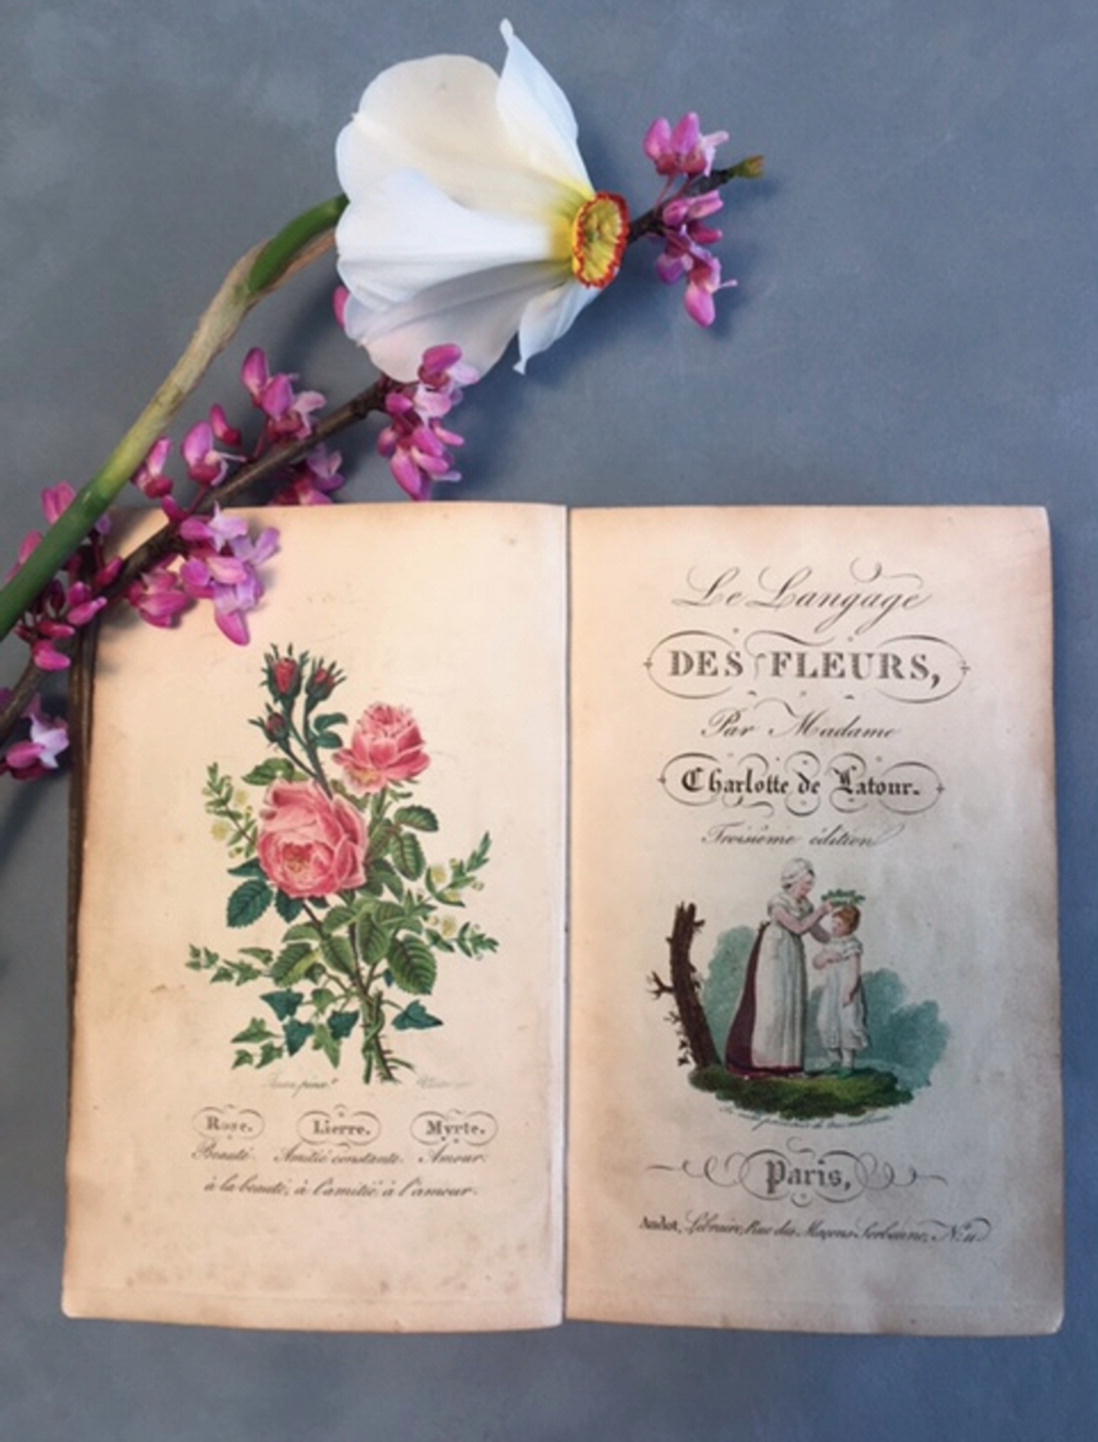 Rose. Lierre. Myrte.
Beauté. Amitié constante. Amour.
à la beauté, à l'amitié, à l'amour.
Le Langage
DES FLEURS,
Par Madame
Charlotte de Latour.
Troisième édition
Paris,
Audot, Libraire, Rue des Maçons-Sorbonne, N.º 11